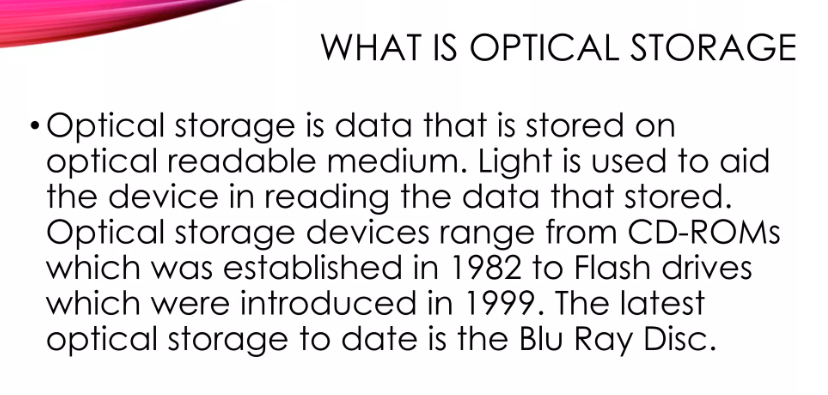 WHAT IS OPTICAL STORAGE
• Optical storage is data that is stored on
optical readable medium. Light is used to aid
the device in reading the data that stored.
Optical storage devices range from CD-ROMs
which was established in 1982 to Flash drives
which were introduced in 1999. The latest
optical storage to date is the Blu Ray Disc.